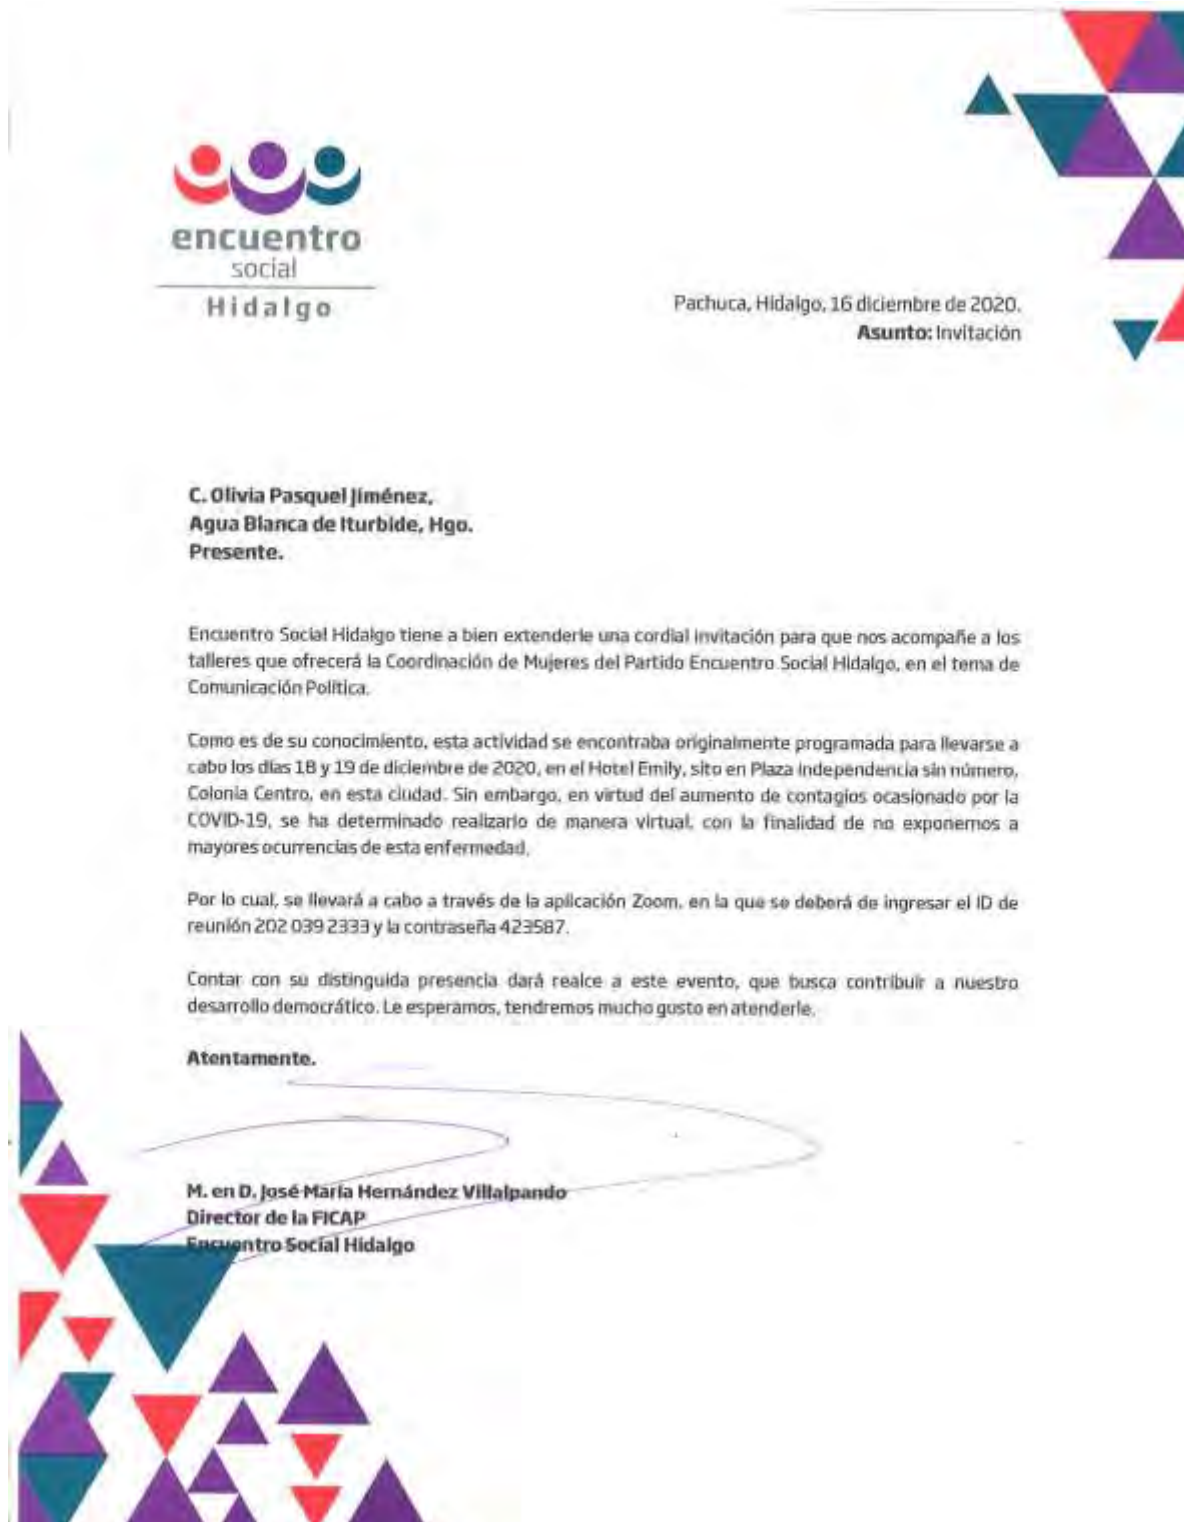 encuentro
social
Hidalgo
Pachuca, Hidalgo, 16 diciembre de 2020.
Asunto: Invitación
C. Olivia Pasquel Jiménez,
Agua Blanca de Iturbide, Hgo.
Presente.
Encuentro Social Hidalgo tiene a bien extenderle una cordial invitación para que nos acompañe a los
talleres que ofrecerá la Coordinación de Mujeres del Partido Encuentro Social Hidalgo, en el tema de
Comunicación Política.
Como es de su conocimiento, esta actividad se encontraba originalmente programada para llevarse a
cabo los días 18 y 19 de diciembre de 2020, en el Hotel Emily, sito en Plaza Independencia sin número,
Colonia Centro, en esta ciudad. Sin embargo, en virtud del aumento de contagios ocasionado por la
COVID-19, se ha determinado realizarlo de manera virtual, con la finalidad de no exponernos a
mayores ocurrencias de esta enfermedad.
Por lo cual, se llevará a cabo a través de la aplicación Zoom, en la que se deberá de ingresar el ID de
reunión 202 039 2333 y la contraseña 423587.
Contar con su distinguida presencia dará realce a este evento, que busca contribuir a nuestro
desarrollo democrático. Le esperamos, tendremos mucho gusto en atenderle.
Atentamente.
M. en D. José María Hernández Villalpando
Director de la FICAP
Encuentro Social Hidalgo